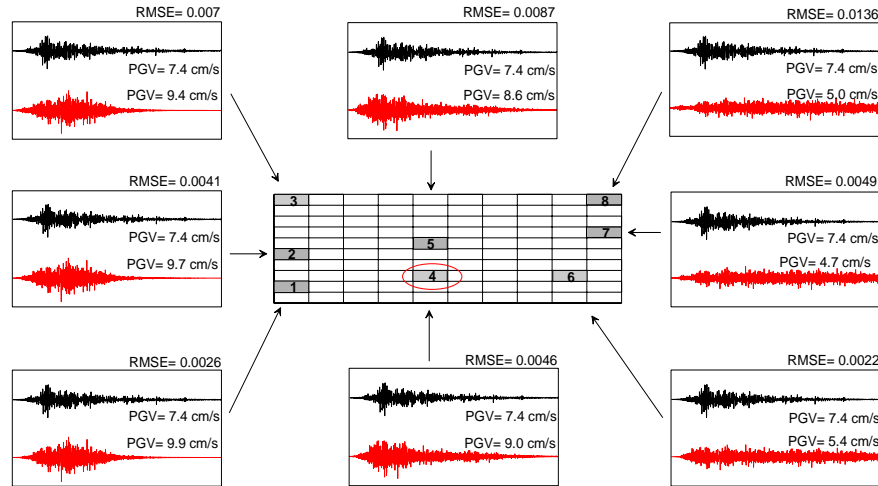 RMSE= 0.007
PGV= 7.4 cm/s
PGV= 9.4 cm/s
RMSE= 0.0087
PGV= 7.4 cm/s
PGV= 8.6 cm/s
RMSE= 0.0136
PGV= 7.4 cm/s
PGV= 5.0 cm/s
RMSE= 0.0041
PGV= 7.4 cm/s
PGV= 9.7 cm/s
3
8
7
5
2
4
6
1
RMSE= 0.0049
PGV= 7.4 cm/s
PGV= 4.7 cm/s
RMSE= 0.0026
PGV= 7.4 cm/s
PGV= 9.9 cm/s
RMSE= 0.0046
PGV= 7.4 cm/s
PGV= 9.0 cm/s
RMSE= 0.0022
PGV= 7.4 cm/s
PGV= 5.4 cm/s